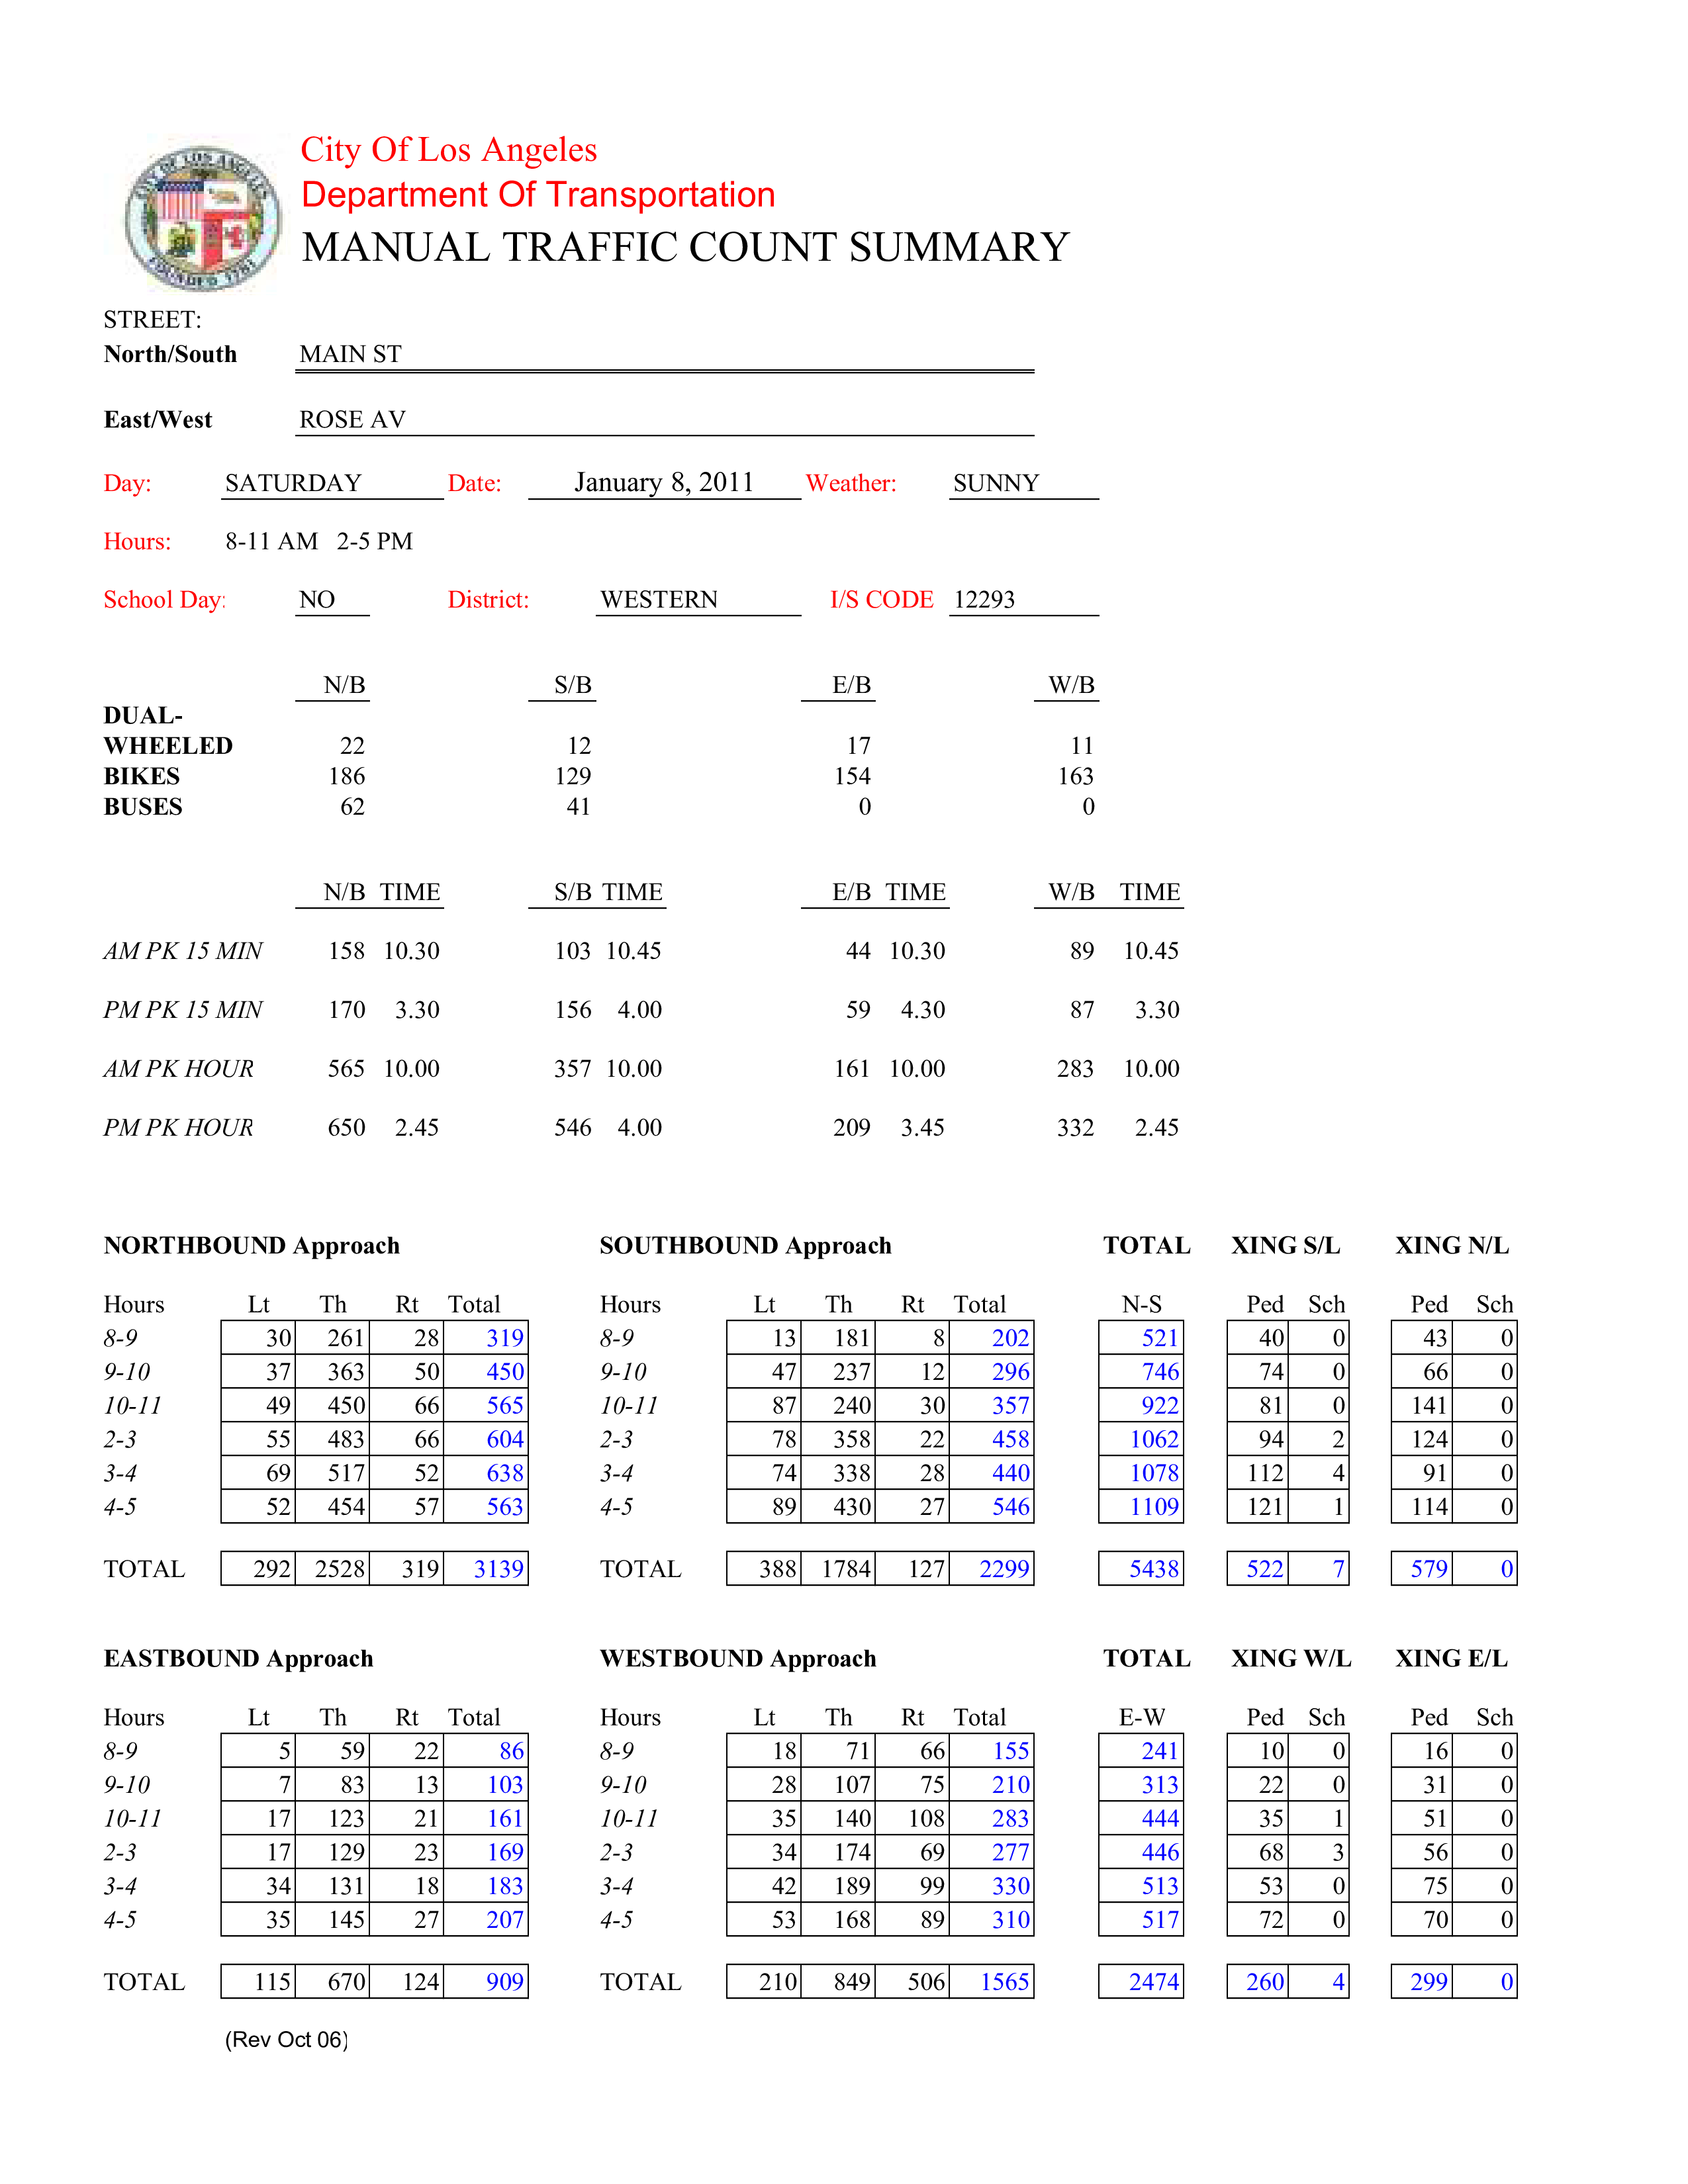 City Of Los Angeles
Department Of Transportation
MANUAL TRAFFIC COUNT SUMMARY
CITY OF LOS ANGELES
FOUNDED 1781
STREET:
North/South MAIN ST
East/West ROSE AV
Day: SATURDAY Date: January 8, 2011 Weather: SUNNY
Hours: 8-11 AM 2-5 PM
School Day: NO District: WESTERN I/S CODE 12293
N/B S/B E/B W/B
DUAL-
WHEELED 22 12 17 11
BIKES 186 129 154 163
BUSES 62 41 0 0
N/B TIME S/B TIME E/B TIME W/B TIME
AM PK 15 MIN 158 10.30 103 10.45 44 10.30 89 10.45
PM PK 15 MIN 170 3.30 156 4.00 59 4.30 87 3.30
AM PK HOUR 565 10.00 357 10.00 161 10.00 283 10.00
PM PK HOUR 650 2.45 546 4.00 209 3.45 332 2.45
NORTHBOUND Approach SOUTHBOUND Approach TOTAL XING S/L XING N/L
Hours Lt Th Rt Total Hours Lt Th Rt Total N-S Ped Sch Ped Sch
8-9 30 261 28 319 8-9 13 181 8 202 521 40 0 43 0
9-10 37 363 50 450 9-10 47 237 12 296 746 74 0 66 0
10-11 49 450 66 565 10-11 87 240 30 357 922 81 0 141 0
2-3 55 483 66 604 2-3 78 358 22 458 1062 94 2 124 0
3-4 69 517 52 638 3-4 74 338 28 440 1078 112 4 91 0
4-5 52 454 57 563 4-5 89 430 27 546 1109 121 1 114 0
TOTAL 292 2528 319 3139 TOTAL 388 1784 127 2299 5438 522 7 579 0
EASTBOUND Approach WESTBOUND Approach TOTAL XING W/L XING E/L
Hours Lt Th Rt Total Hours Lt Th Rt Total E-W Ped Sch Ped Sch
8-9 5 59 22 86 8-9 18 71 66 155 241 10 0 16 0
9-10 7 83 13 103 9-10 28 107 75 210 313 22 0 31 0
10-11 17 123 21 161 10-11 35 140 108 283 444 35 1 51 0
2-3 17 129 23 169 2-3 34 174 69 277 446 68 3 56 0
3-4 34 131 18 183 3-4 42 189 99 330 513 53 0 75 0
4-5 35 145 27 207 4-5 53 168 89 310 517 72 0 70 0
TOTAL 115 670 124 909 TOTAL 210 849 506 1565 2474 260 4 299 0
(Rev Oct 06)